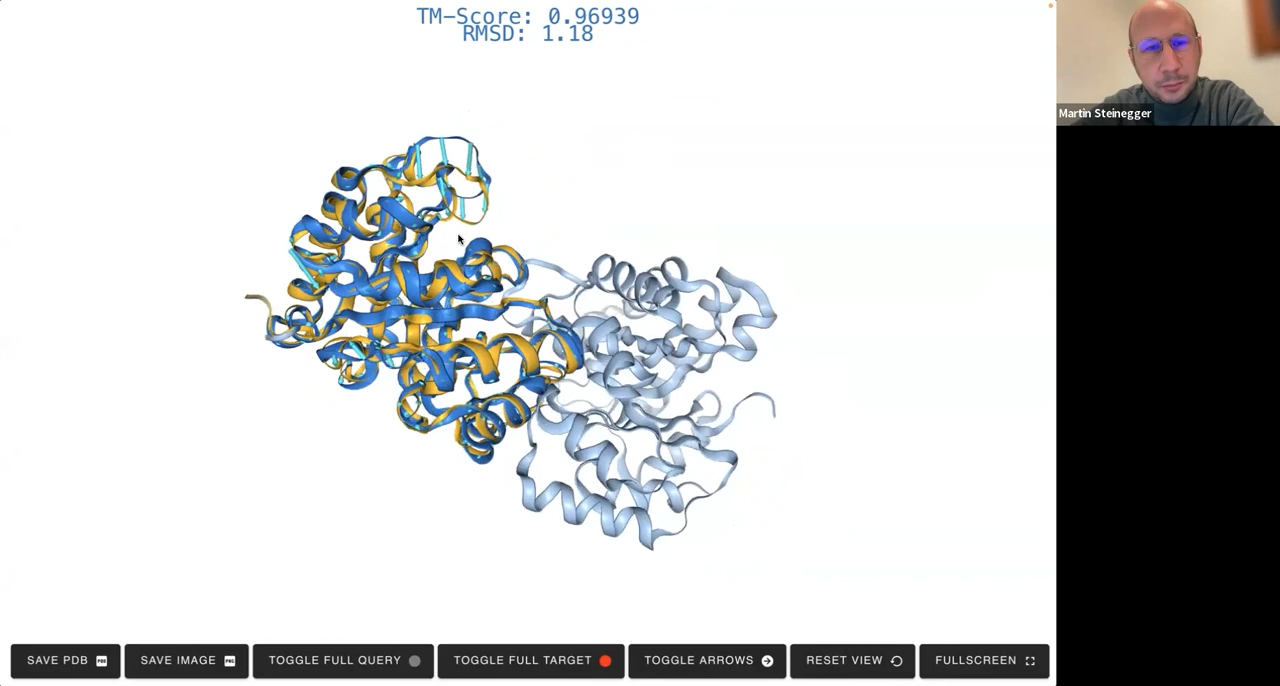 TM-Score: 0.96939
RMSD: 1.18
Martin Steinegger
SAVE PDB
SAVE IMAGE
TOGGLE FULL QUERY
TOGGLE FULL TARGET
TOGGLE ARROWS
RESET VIEW
FULLSCREEN